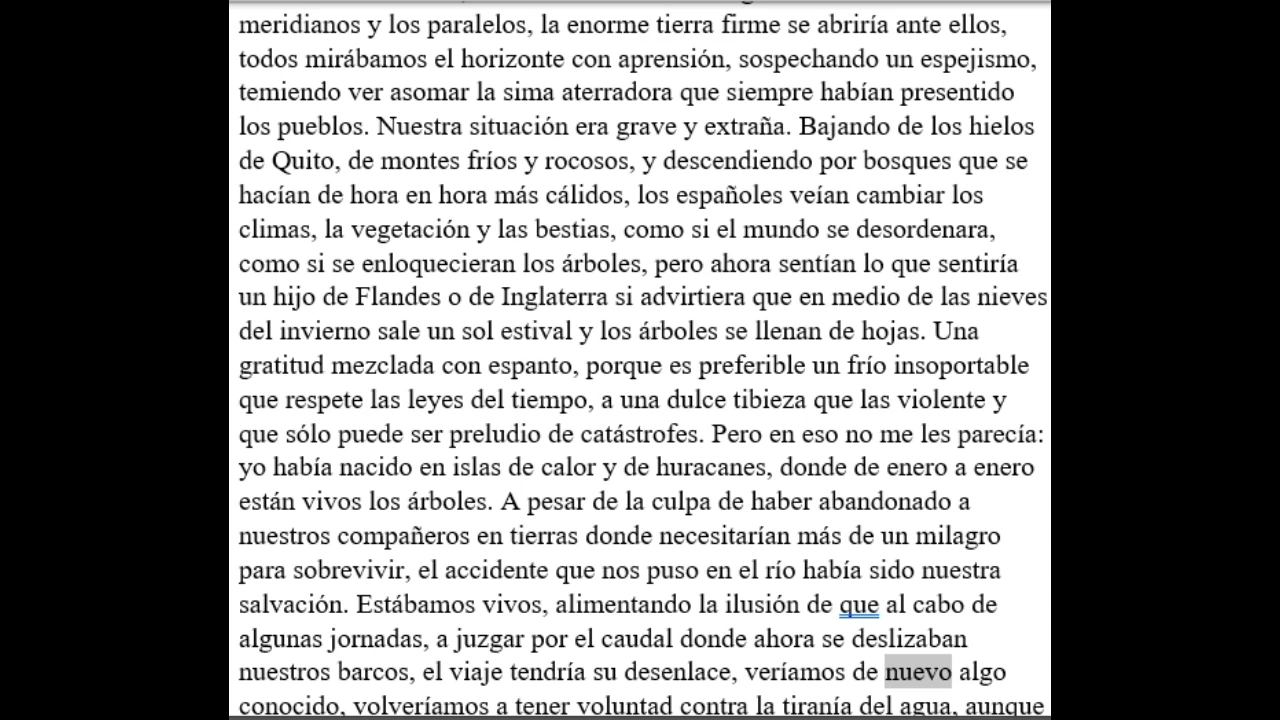 meridianos y los paralelos, la enorme tierra firme se abriría ante ellos,
todos mirábamos el horizonte con aprensión, sospechando un espejismo,
temiendo ver asomar la sima aterradora que siempre habían presentido
los pueblos. Nuestra situación era grave y extraña. Bajando de los hielos
de Quito, de montes fríos y rocosos, y descendiendo por bosques que se
hacían de hora en hora más cálidos, los españoles veían cambiar los
climas, la vegetación y las bestias, como si el mundo se desordenara,
como si se enloquecieran los árboles, pero ahora sentían lo que sentiría
un hijo de Flandes o de Inglaterra si advirtiera que en medio de las nieves
del invierno sale un sol estival y los árboles se llenan de hojas. Una
gratitud mezclada con espanto, porque es preferible un frío insoportable
que respete las leyes del tiempo, a una dulce tibieza que las violente y
que sólo puede ser preludio de catástrofes. Pero en eso no me les parecía:
yo había nacido en islas de calor y de huracanes, donde de enero a enero
están vivos los árboles. A pesar de la culpa de haber abandonado a
nuestros compañeros en tierras donde necesitarían más de un milagro
para sobrevivir, el accidente que nos puso en el río había sido nuestra
salvación. Estábamos vivos, alimentando la ilusión de que al cabo de
algunas jornadas, a juzgar por el caudal donde ahora se deslizaban
nuestros barcos, el viaje tendría su desenlace, veríamos de nuevo algo
conocido, volveríamos a tener voluntad contra la tiranía del agua, aunque